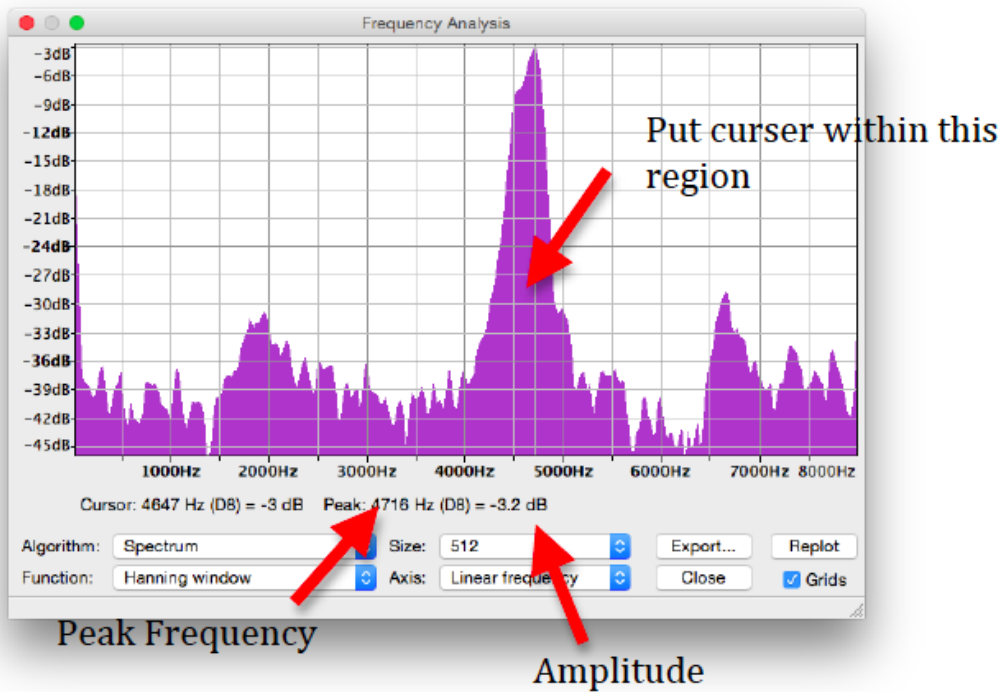 Frequency Analysis
-3dB
-6dB
-9dB
-12dB
-15dB
-18dB
-21dB
-24dB
-27dB
-30dB
-33dB
-36dB
-39dB
-42dB
-45dB
Put curser within this
region
1000Hz 2000Hz 3000Hz 4000Hz 5000Hz 6000Hz 7000Hz 8000Hz
Cursor: 4647 Hz (D8) = -3 dB Peak: 4716 Hz (D8) = -3.2 dB
Algorithm: Spectrum Size: 512 Export... Replot
Function: Hanning window Axis: Linear frequency Close Grids
Peak Frequency
Amplitude